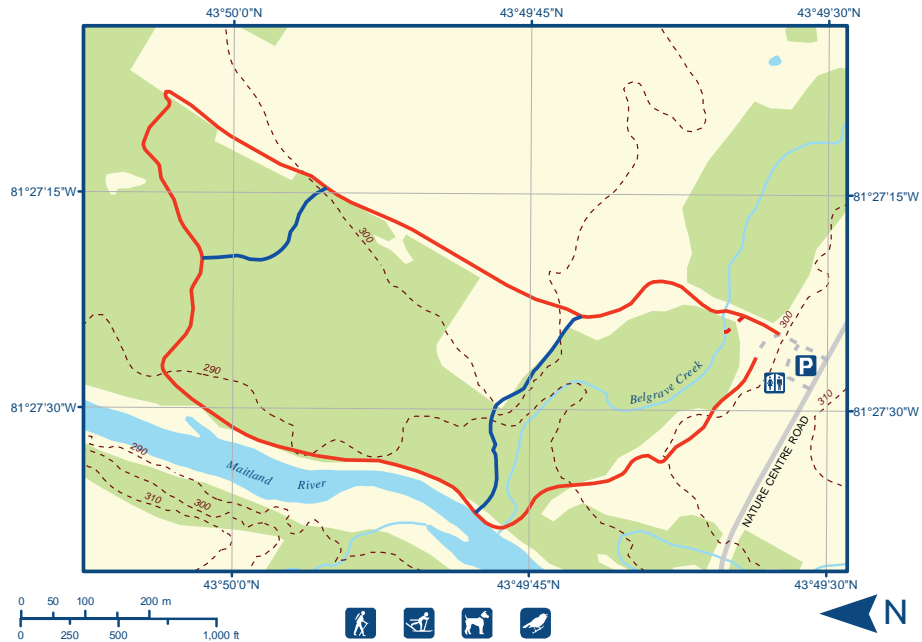 43°50'0"N 43°49'45"N 43°49'30"N
81°27'15"W 81°27'15"W
300
300
290
Belgrave Creek
P
310
81°27'30"W 81°27'30"W
290
Maitland River
310
300
NATURE CENTRE ROAD
43°50'0"N 43°49'45"N 43°49'30"N
0 50 100 200 m
0 250 500 1,000 ft
N